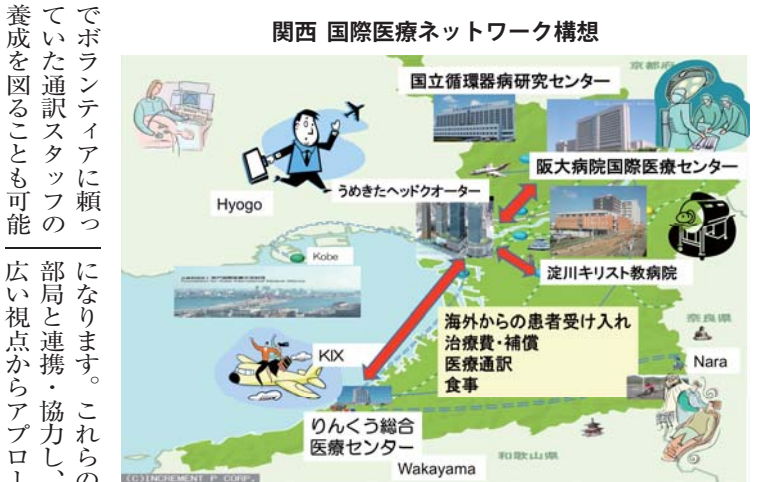 関西 国際医療ネットワーク構想
京都府
国立循環器病研究センター
阪大病院国際医療センター
うめきたヘッドクオーター
Hyogo
Kobe
淀川キリスト教病院
海外からの患者受け入れ
治療費・補償
医療通訳
食事
奈良県
KIX
Nara
りんくう総合
医療センター
和歌山県
Wakayama
(C)INCREMENT P CORP.
でボランティアに頼っ
ていた通訳スタッフの
養成を図ることも可能
になります。これらの
部局と連携・協力し、
広い視点からアプロー